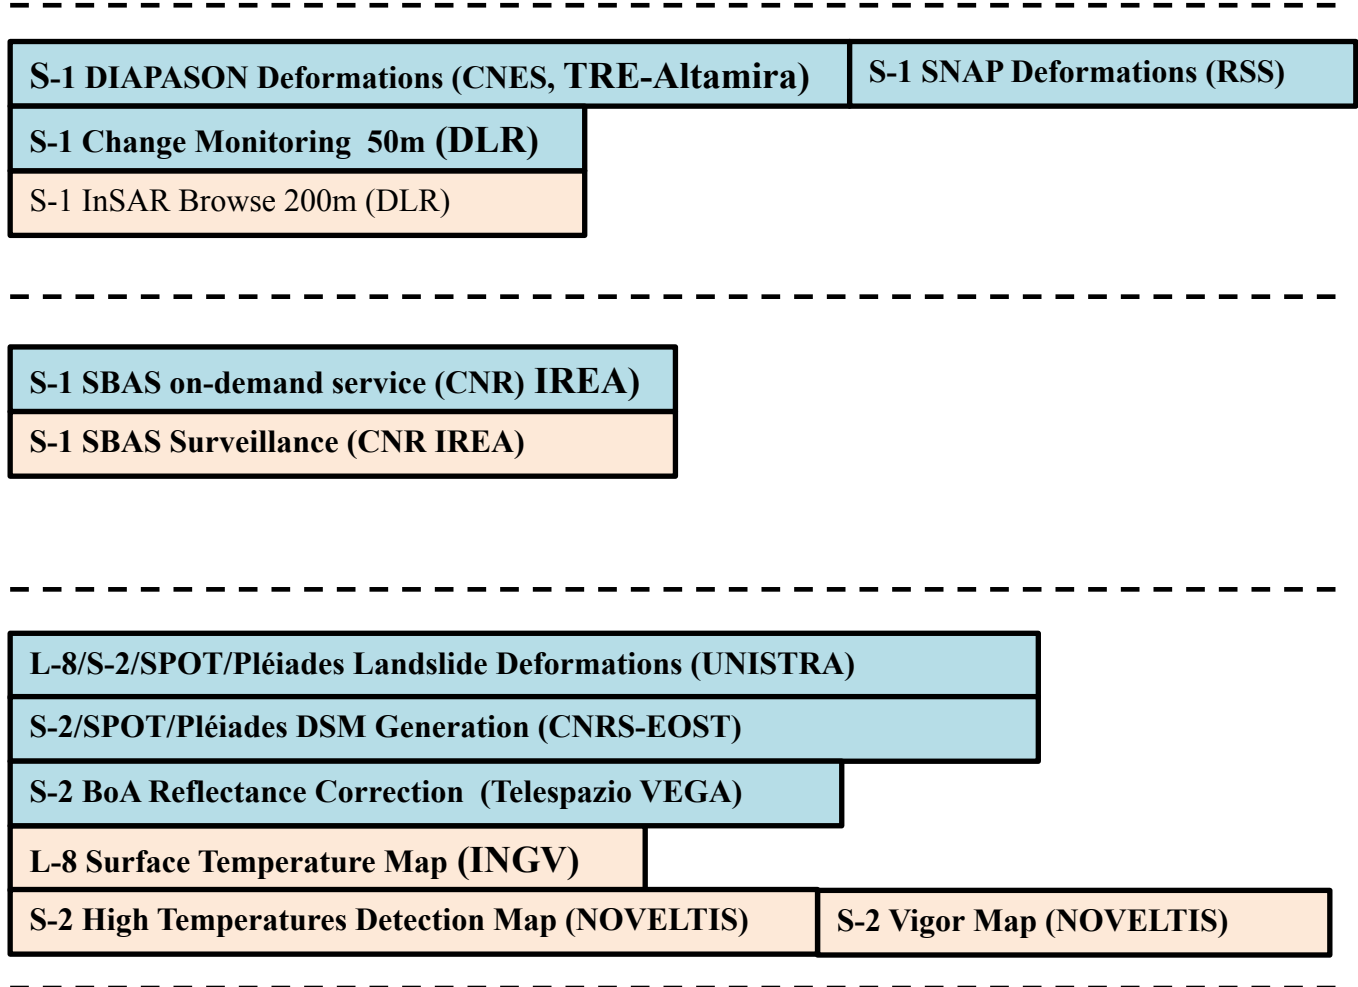 S-1 DIAPASON Deformations (CNES, TRE-Altamira)
S-1 SNAP Deformations (RSS)
S-1 Change Monitoring 50m (DLR)
S-1 InSAR Browse 200m (DLR)
S-1 SBAS on-demand service (CNR) IREA)
S-1 SBAS Surveillance (CNR IREA)
L-8/S-2/SPOT/Pléiades Landslide Deformations (UNISTRA)
S-2/SPOT/Pléiades DSM Generation (CNRS-EOST)
S-2 BoA Reflectance Correction (Telespazio VEGA)
L-8 Surface Temperature Map (INGV)
S-2 High Temperatures Detection Map (NOVELTIS)
S-2 Vigor Map (NOVELTIS)